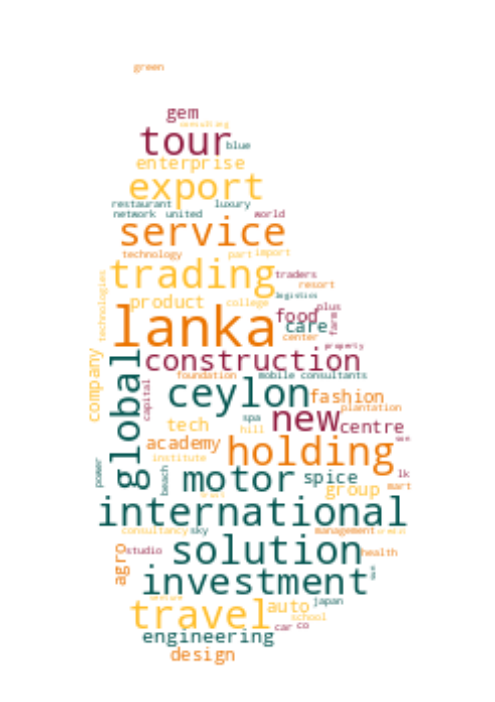 green
gem
consulting
tour
blue
enterprise
export
restaurant luxury
network united world
service
technology part import
trading
traders
resort
technologies
logistics
product college
plus
lanka
food
care
farm
center
property
construction
company
global
foundation mobile consultants
capital
ceylon
fashion
plantation
new
spa
tech
hill
centre
academy
holding
institute
power
beach
motor
spice
lk
group
mart
international
consultancy
sky
management
solution
studio
health
agro
investment
travel
auto
japan
school
car co
engineering
design